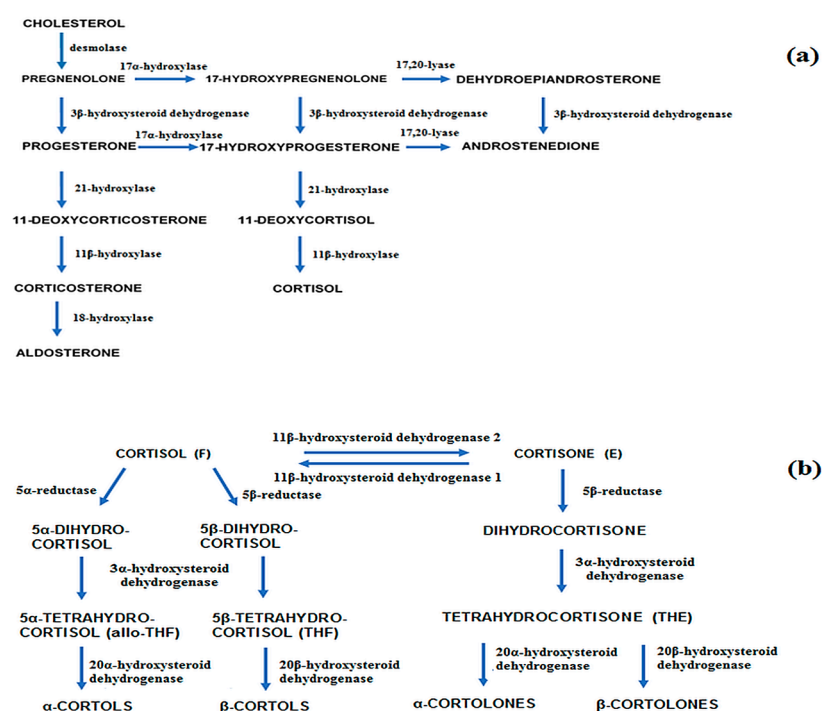 CHOLESTEROL
desmolase
(a)
17α-hydroxylase
17,20-lyase
PREGNENOLONE
17-HYDROXYPREGNENOLONE
DEHYDROEPIANDROSTERONE
3β-hydroxysteroid dehydrogenase
3β-hydroxysteroid dehydrogenase
3β-hydroxysteroid dehydrogenase
17α-hydroxylase
17,20-lyase
PROGESTERONE
17-HYDROXYPROGESTERONE
ANDROSTENEDIONE
21-hydroxylase
21-hydroxylase
11-DEOXYCORTICOSTERONE
11-DEOXYCORTISOL
11β-hydroxylase
11β-hydroxylase
CORTICOSTERONE
CORTISOL
18-hydroxylase
ALDOSTERONE
11β-hydroxysteroid dehydrogenase 2
CORTISOL (F)
CORTISONE (E)
(b)
11β-hydroxysteroid dehydrogenase 1
5α-reductase
5β-reductase
5β-reductase
5α-DIHYDRO-
CORTISOL
5β-DIHYDRO-
CORTISOL
DIHYDROCORTISONE
3α-hydroxysteroid
dehydrogenase
3α-hydroxysteroid
dehydrogenase
5α-TETRAHYDRO-
CORTISOL (allo-THF)
5β-TETRAHYDRO-
CORTISOL (THF)
TETRAHYDROCORTISONE (THE)
20α-hydroxysteroid
dehydrogenase
20β-hydroxysteroid
dehydrogenase
20α-hydroxysteroid
dehydrogenase
20β-hydroxysteroid
dehydrogenase
α-CORTOLS
β-CORTOLS
α-CORTOLONES
β-CORTOLONES